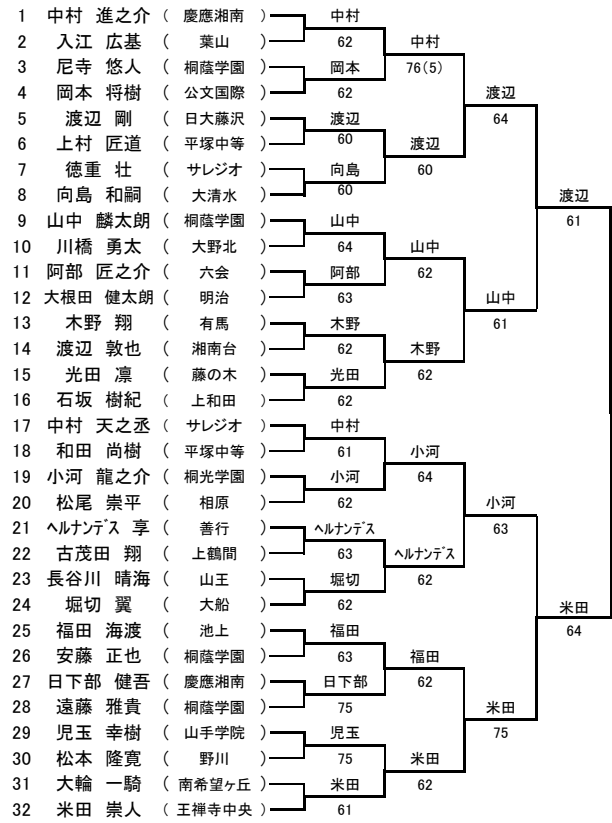 1 中村 進之介 ( 慶應湘南 ) 中村
2 入江 広基 ( 葉山 ) 62 中村
3 尼寺 悠人 ( 桐蔭学園 ) 岡本 76(5)
4 岡本 将樹 ( 公文国際 ) 62 渡辺
5 渡辺 剛 ( 日大藤沢 ) 渡辺 64
6 上村 匠道 ( 平塚中等 ) 60 渡辺
7 徳重 壮 ( サレジオ ) 向島 60
8 向島 和嗣 ( 大清水 ) 60 渡辺
9 山中 麟太朗 ( 桐蔭学園 ) 山中 61
10 川橋 勇太 ( 大野北 ) 64 山中
11 阿部 匠之介 ( 六会 ) 阿部 62
12 大根田 健太朗 ( 明治 ) 63 山中
13 木野 翔 ( 有馬 ) 木野 61
14 渡辺 敦也 ( 湘南台 ) 62 木野
15 光田 凛 ( 藤の木 ) 光田 62
16 石坂 樹紀 ( 上和田 ) 62
17 中村 天之丞 ( サレジオ ) 中村
18 和田 尚樹 ( 平塚中等 ) 61 小河
19 小河 龍之介 ( 桐光学園 ) 小河 64
20 松尾 崇平 ( 相原 ) 62 小河
21 ヘルナンデス 享 ( 善行 ) ヘルナンデス 63
22 古茂田 翔 ( 上鶴間 ) 63 ヘルナンデス
23 長谷川 晴海 ( 山王 ) 堀切 62
24 堀切 翼 ( 大船 ) 62 米田
25 福田 海渡 ( 池上 ) 福田 64
26 安藤 正也 ( 桐蔭学園 ) 63 福田
27 日下部 健吾 ( 慶應湘南 ) 日下部 62
28 遠藤 雅貴 ( 桐蔭学園 ) 75 米田
29 児玉 幸樹 ( 山手学院 ) 児玉 75
30 松本 隆寛 ( 野川 ) 75 米田
31 大輪 一騎 ( 南希望ヶ丘 ) 米田 62
32 米田 崇人 ( 王禅寺中央 ) 61